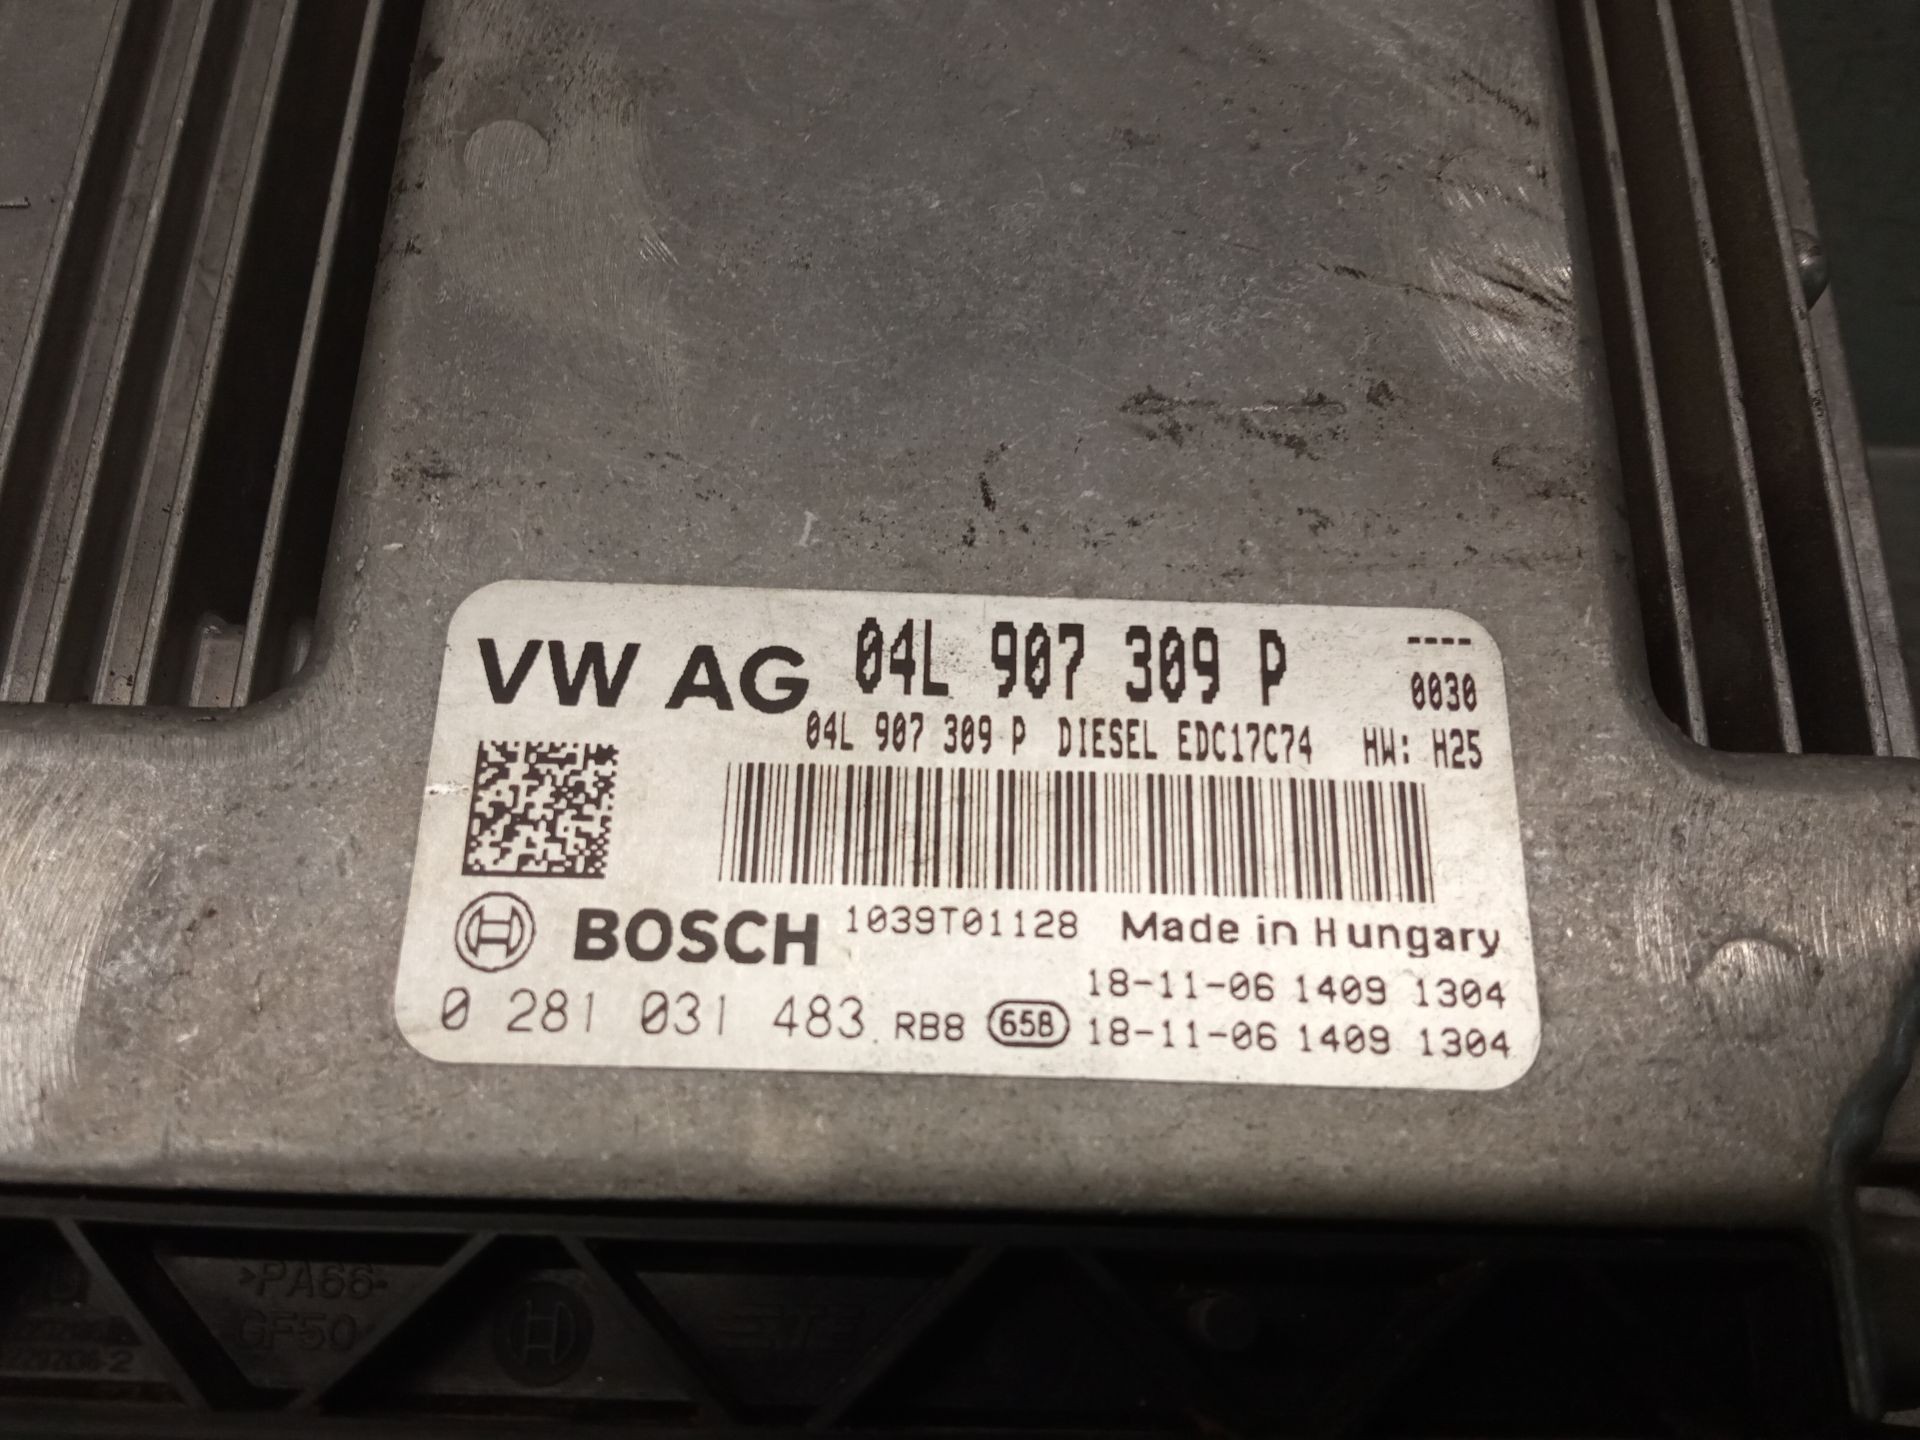 VW AG 04L 907 309 P ----
0030
04L 907 309 P DIESEL EDC17C74 HW: H25
BOSCH 1039T01128 Made in Hungary
18-11-06 1409 1304
0 281 031 483 RB8 65B 18-11-06 1409 1304
>PA66-
GF50<